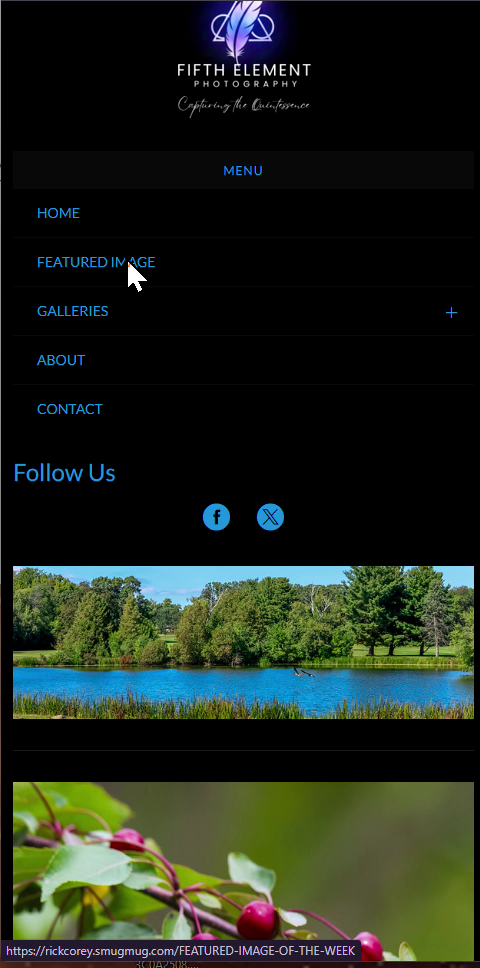 FIFTH ELEMENT
PHOTOGRAPHY
Capturing the Quintessence
MENU
HOME
FEATURED IMAGE
GALLERIES +
ABOUT
CONTACT
Follow Us
https://rickcorey.smugmug.com/FEATURED-IMAGE-OF-THE-WEEK